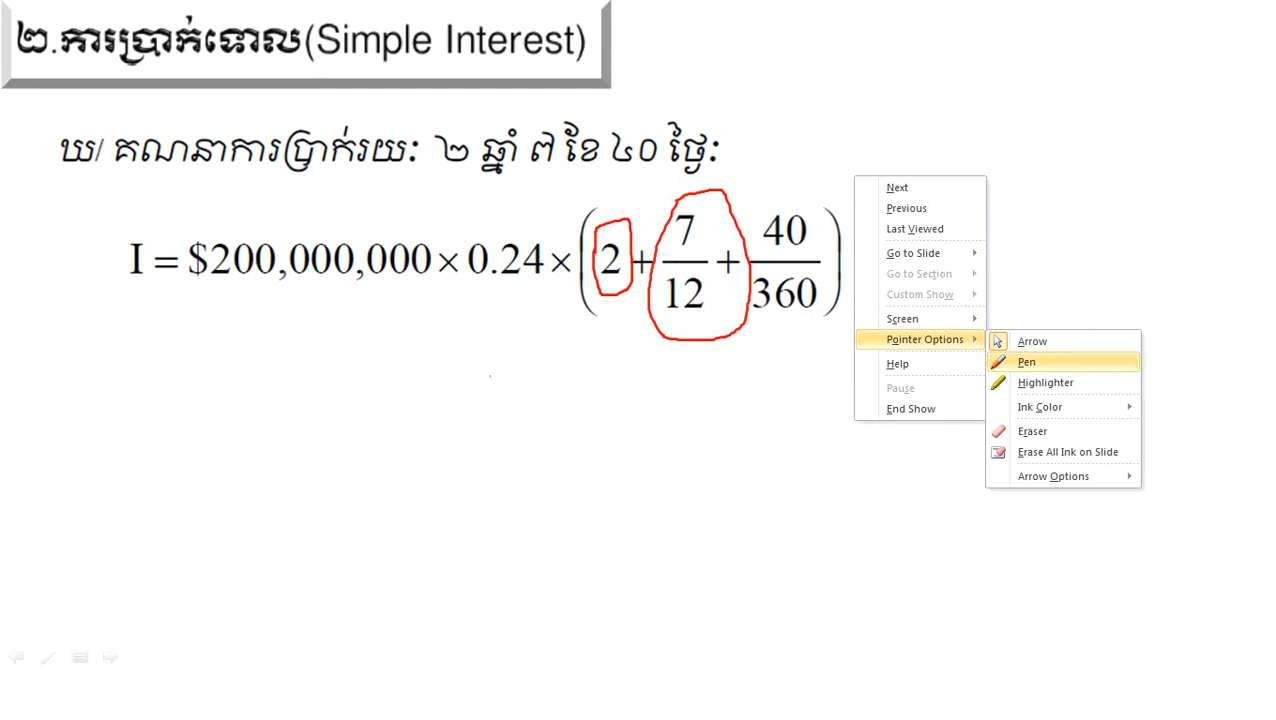 ២.ការប្រាក់ទោល(Simple Interest)
ឃ/ គណនាការប្រាក់រយៈ ២ ឆ្នាំ ៧ ខែ ៤០ ថ្ងៃៈ
I = $200,000,000 × 0.24 × (2 + 7/12 + 40/360)
Next
Previous
Last Viewed
Go to Slide
Go to Section
Custom Show
Screen
Pointer Options
Help
Pause
End Show
Arrow
Pen
Highlighter
Ink Color
Eraser
Erase All Ink on Slide
Arrow Options